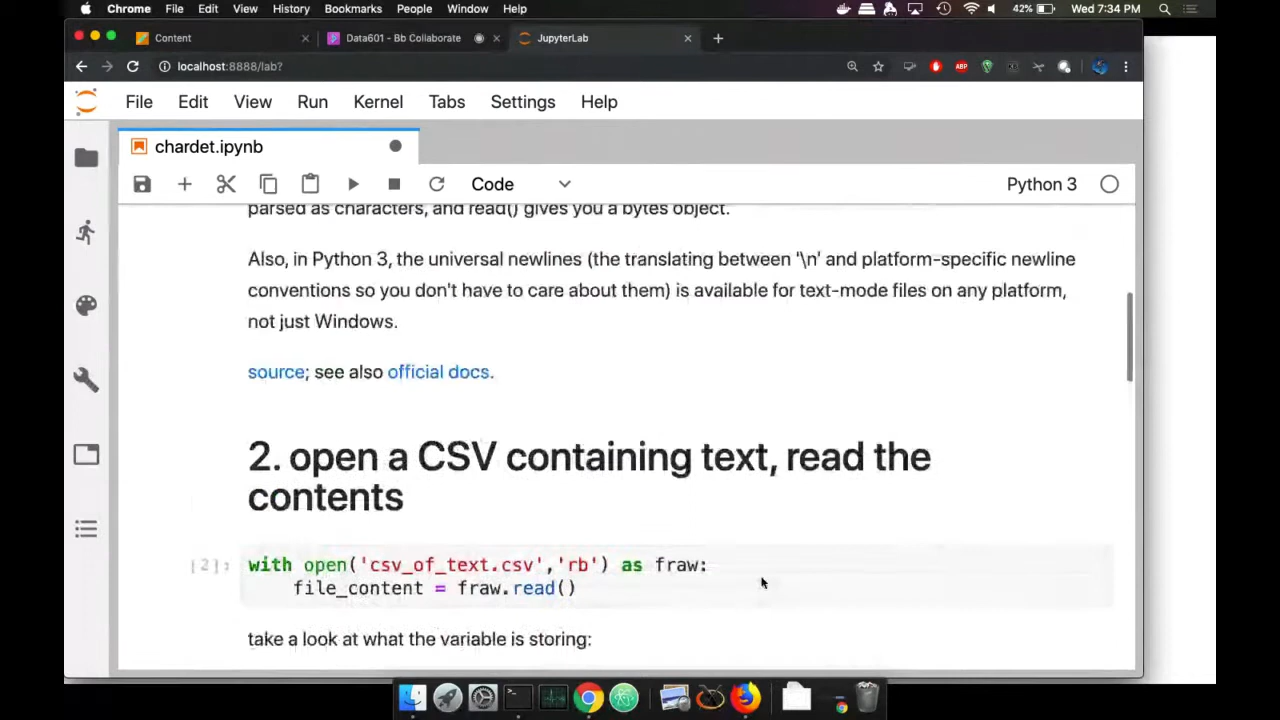 Chrome File Edit View History Bookmarks People Window Help 42% Wed 7:34 PM
Content Data601 - Bb Collaborate JupyterLab
localhost:8888/lab?
ABP
File Edit View Run Kernel Tabs Settings Help
chardet.ipynb
Code Python 3
parsed as characters, and read() gives you a bytes object.
Also, in Python 3, the universal newlines (the translating between '\n' and platform-specific newline
conventions so you don't have to care about them) is available for text-mode files on any platform,
not just Windows.
source; see also official docs.
2. open a CSV containing text, read the
contents
[2]: with open('csv_of_text.csv','rb') as fraw:
file_content = fraw.read()
take a look at what the variable is storing: